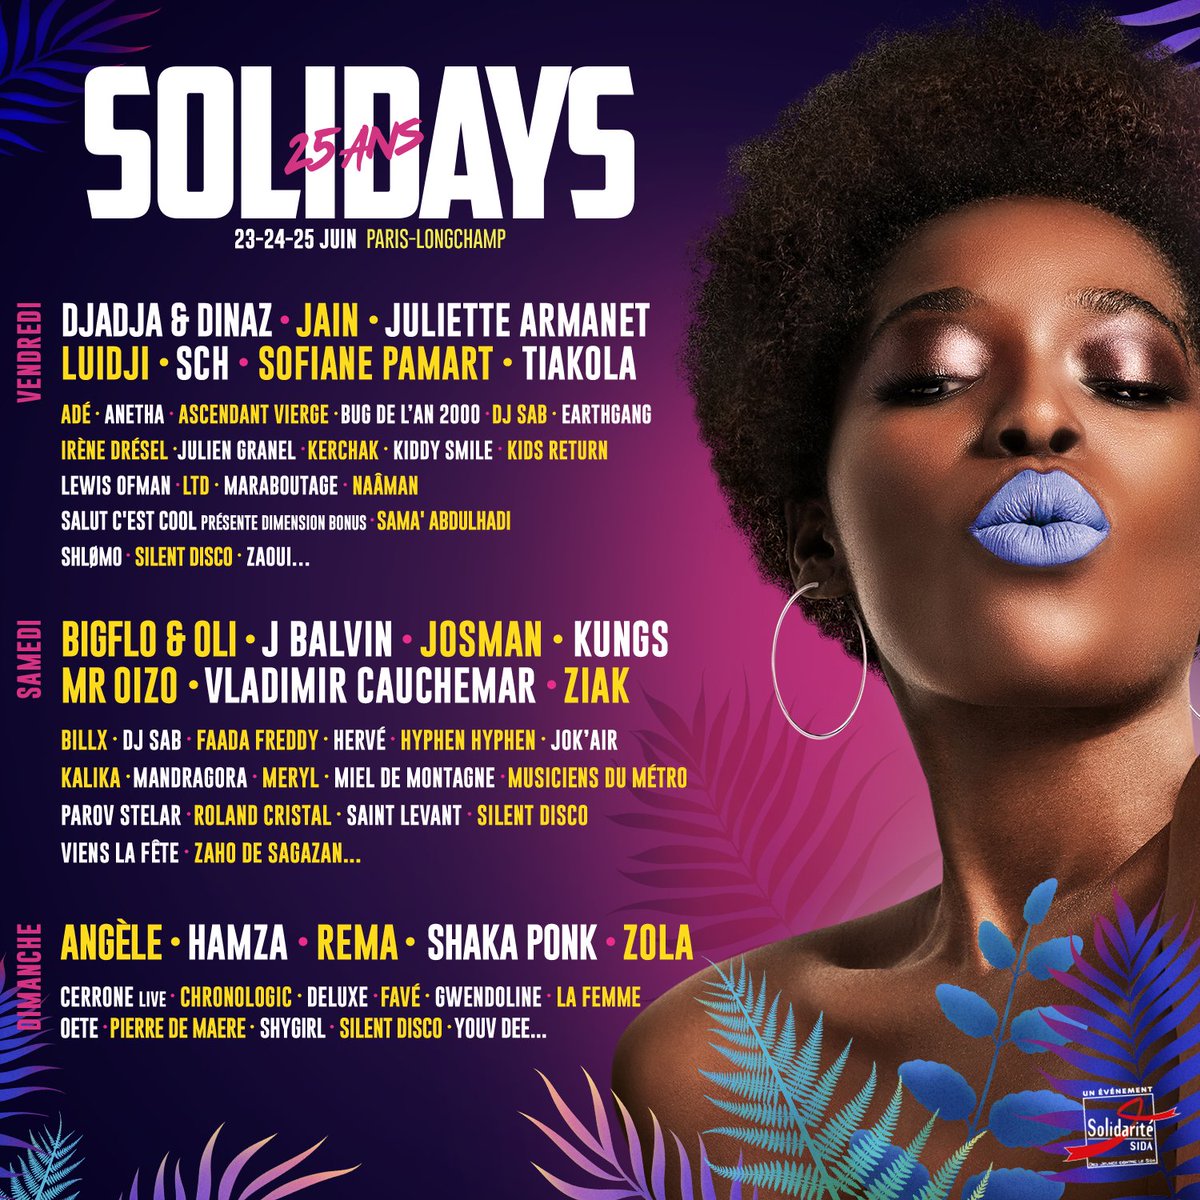 SOLIDAYS
25 ANS
23-24-25 JUIN PARIS-LONGCHAMP
VENDREDI
DJADJA & DINAZ • JAIN • JULIETTE ARMANET
LUIDJI • SCH • SOFIANE PAMART • TIAKOLA
ADÉ • ANETHA • ASCENDANT VIERGE • BUG DE L'AN 2000 • DJ SAB • EARTHGANG
IRÈNE DRÉSEL • JULIEN GRANEL • KERCHAK • KIDDY SMILE • KIDS RETURN
LEWIS OFMAN • LTD • MARABOUTAGE • NAÂMAN
SALUT C'EST COOL PRÉSENTE DIMENSION BONUS • SAMA' ABDULHADI
SHLØMO • SILENT DISCO • ZAOUI...
SAMEDI
BIGFLO & OLI • J BALVIN • JOSMAN • KUNGS
MR OIZO • VLADIMIR CAUCHEMAR • ZIAK
BILLX • DJ SAB • FAADA FREDDY • HERVÉ • HYPHEN HYPHEN • JOK'AIR
KALIKA • MANDRAGORA • MERYL • MIEL DE MONTAGNE • MUSICIENS DU MÉTRO
PAROV STELAR • ROLAND CRISTAL • SAINT LEVANT • SILENT DISCO
VIENS LA FÊTE • ZAHO DE SAGAZAN...
DIMANCHE
ANGÈLE • HAMZA • REMA • SHAKA PONK • ZOLA
CERRONE LIVE • CHRONOLOGIC • DELUXE • FAVÉ • GWENDOLINE • LA FEMME
OETE • PIERRE DE MAERE • SHYGIRL • SILENT DISCO • YOUV DEE...
UN ÉVÉNEMENT
Solidarité
SIDA
DES JEUNES CONTRE LE SIDA